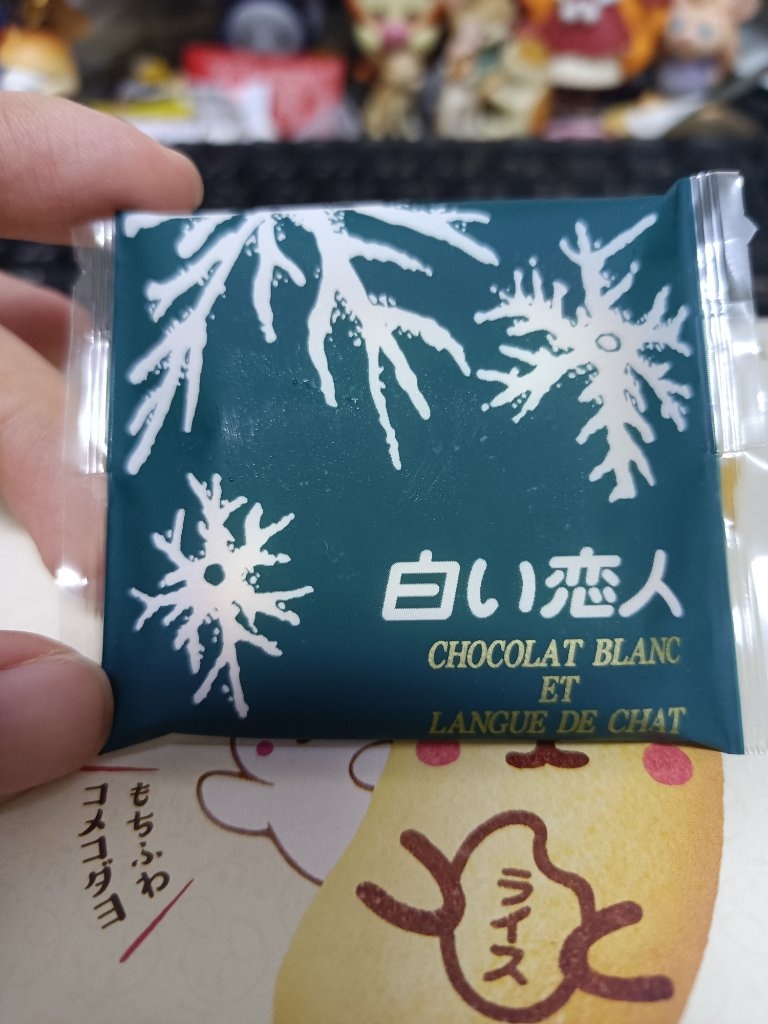 白い恋人
CHOCOLAT BLANC
ET
LANGUE DE CHAT
もちふわ
コメコダヨ
ライス